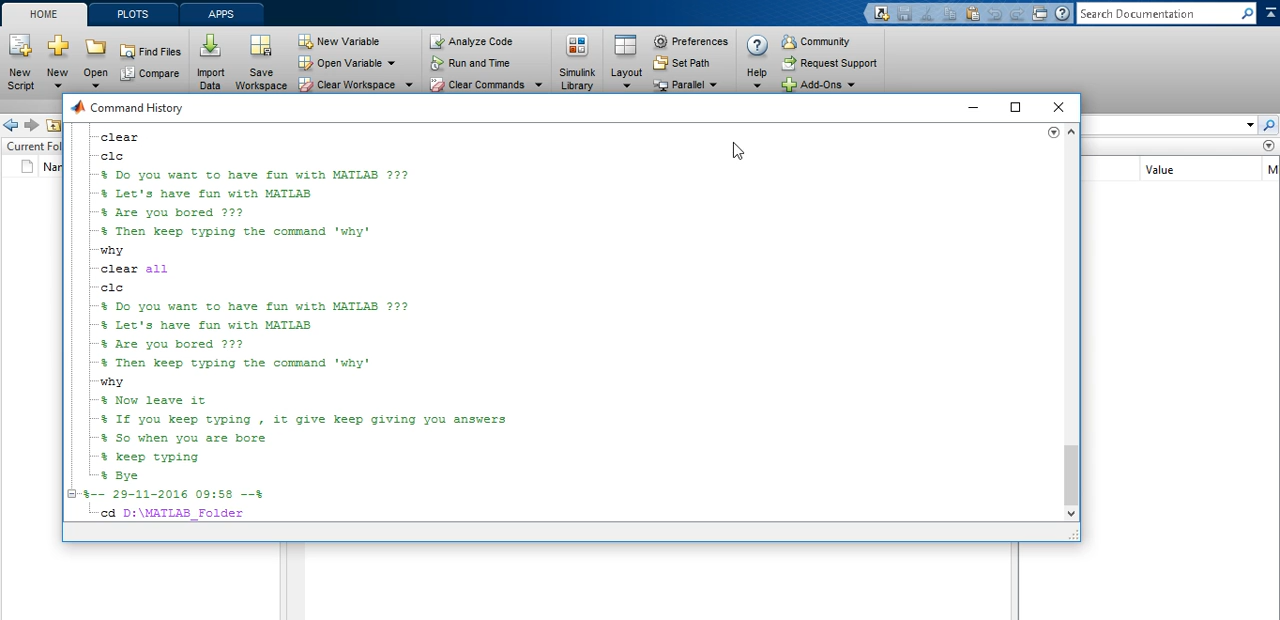 HOME
PLOTS
APPS
Search Documentation
New Script
New
Open
Find Files
Compare
Import Data
Save Workspace
New Variable
Open Variable
Clear Workspace
Analyze Code
Run and Time
Clear Commands
Simulink Library
Layout
Preferences
Set Path
Parallel
Help
Community
Request Support
Add-Ons
Command History
Current Fol
Nar
Value
M
clear
clc
% Do you want to have fun with MATLAB ???
% Let's have fun with MATLAB
% Are you bored ???
% Then keep typing the command 'why'
why
clear all
clc
% Do you want to have fun with MATLAB ???
% Let's have fun with MATLAB
% Are you bored ???
% Then keep typing the command 'why'
why
% Now leave it
% If you keep typing , it give keep giving you answers
% So when you are bore
% keep typing
% Bye
%-- 29-11-2016 09:58 --%
cd D:\MATLAB_Folder